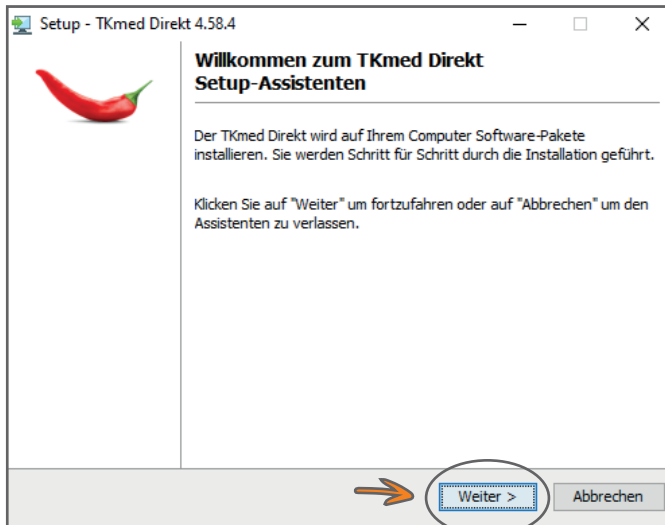 Setup - TKmed Direkt 4.58.4
Willkommen zum TKmed Direkt
Setup-Assistenten
Der TKmed Direkt wird auf Ihrem Computer Software-Pakete
installieren. Sie werden Schritt für Schritt durch die Installation geführt.
Klicken Sie auf "Weiter" um fortzufahren oder auf "Abbrechen" um den
Assistenten zu verlassen.
Weiter > Abbrechen